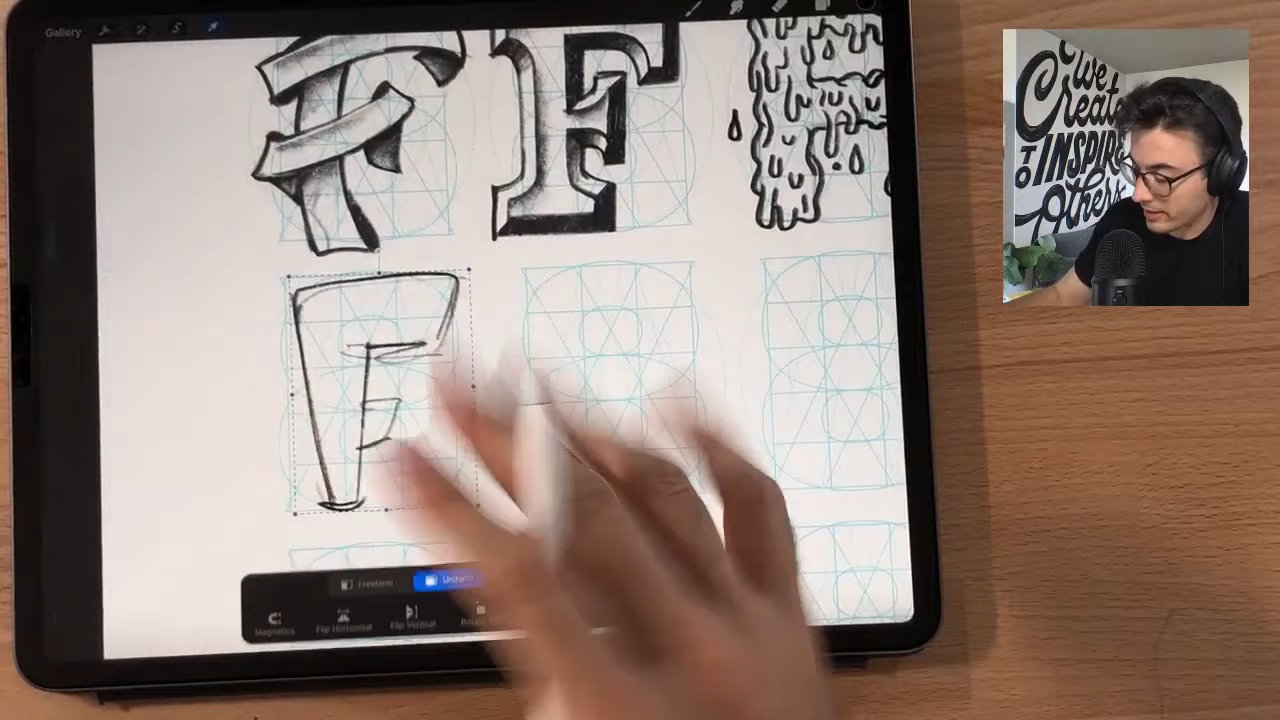 Gallery
S
F F
We
Create
TO INSPIRE
Others
F
Freeform Uniform
Magnetics Flip Horizontal Flip Vertical